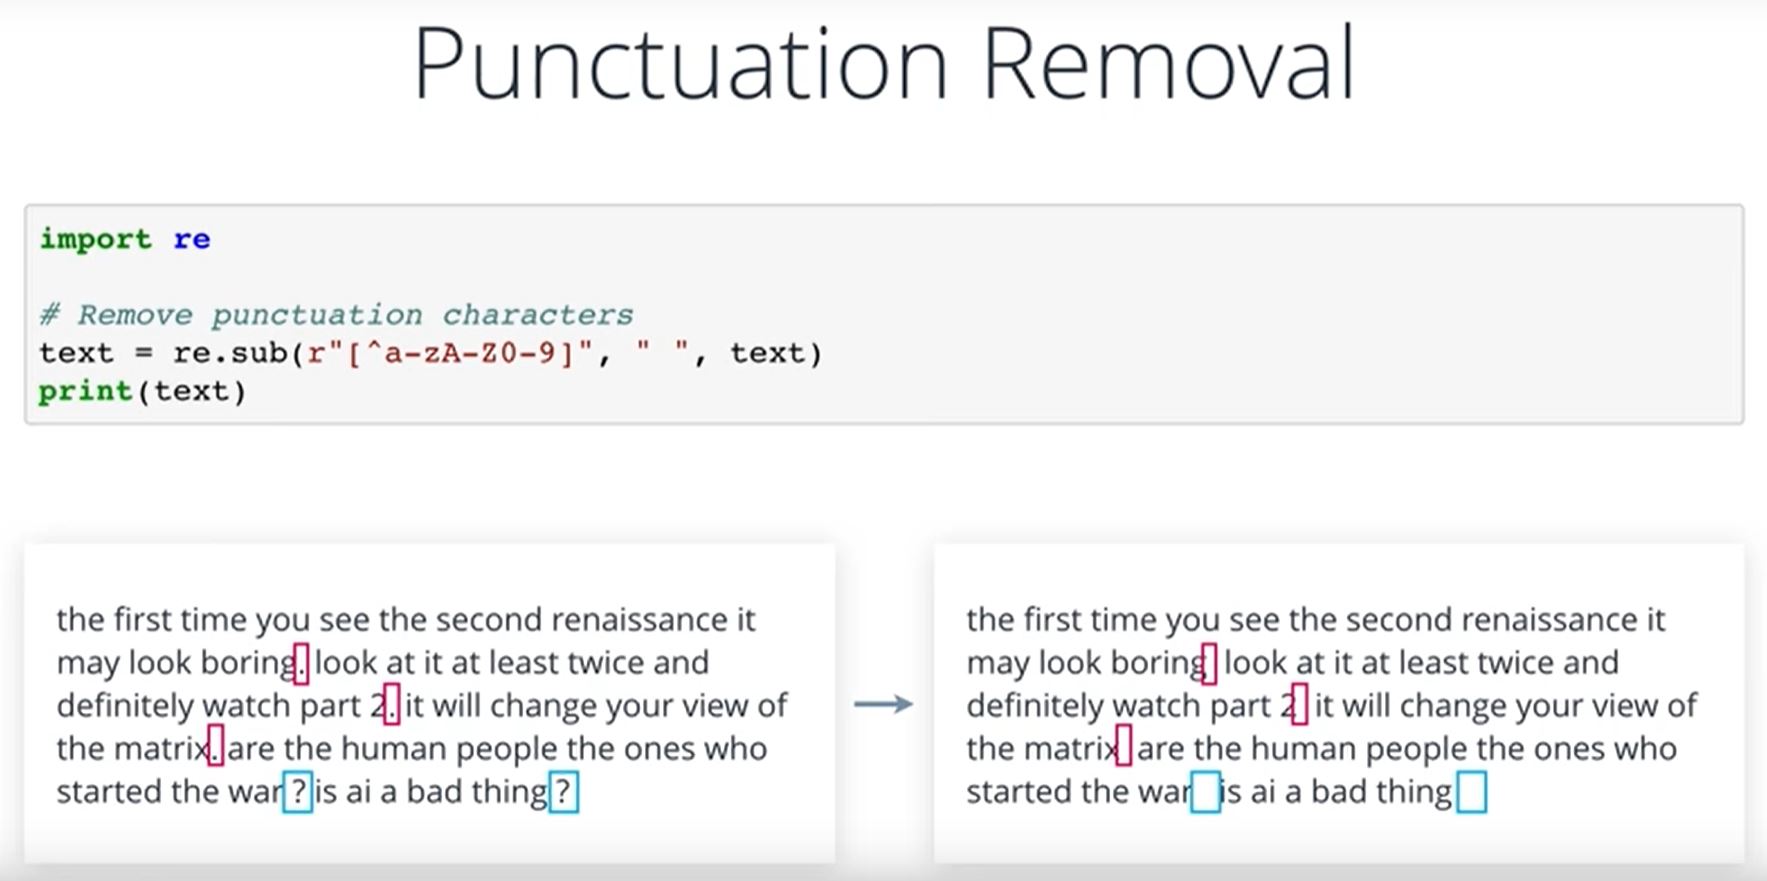 Punctuation Removal
import re
# Remove punctuation characters
text = re.sub(r"[^a-zA-Z0-9]", " ", text)
print(text)
the first time you see the second renaissance it
may look boring. look at it at least twice and
definitely watch part 2. it will change your view of
the matrix. are the human people the ones who
started the war ? is ai a bad thing ?
the first time you see the second renaissance it
may look boring look at it at least twice and
definitely watch part 2 it will change your view of
the matrix are the human people the ones who
started the war is ai a bad thing